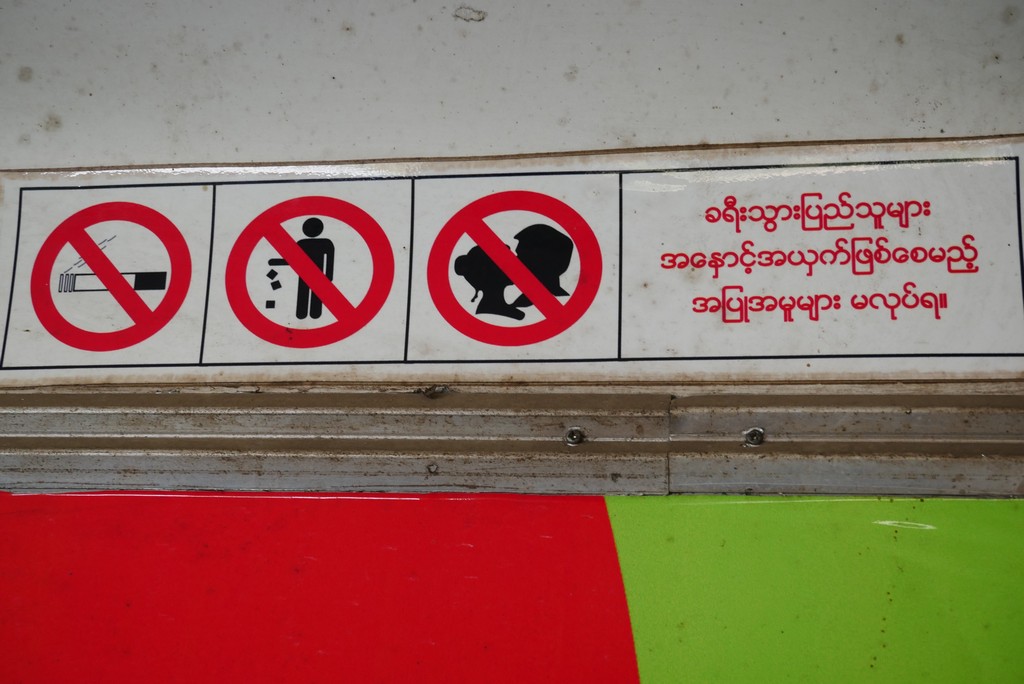 ခရီးသွားပြည်သူများ
အနှောင့်အယှက်ဖြစ်စေမည့်
အပြုအမူများ မလုပ်ရ။